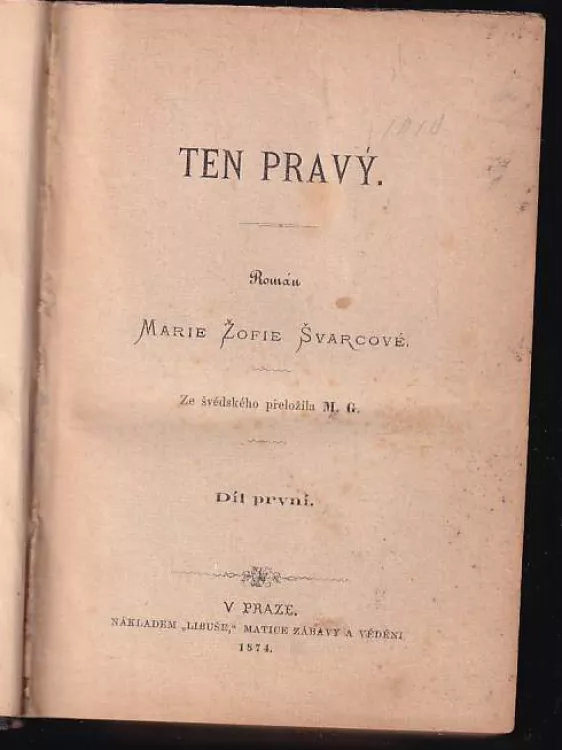 TEN PRAVÝ.
Román
MARIE ŽOFIE ŠVARCOVÉ.
Ze švédského přeložila M. G.
Díl první.
V PRAZE.
NÁKLADEM „LIBUŠE,“ MATICE ZÁBAVY A VĚDĚNÍ
1874.